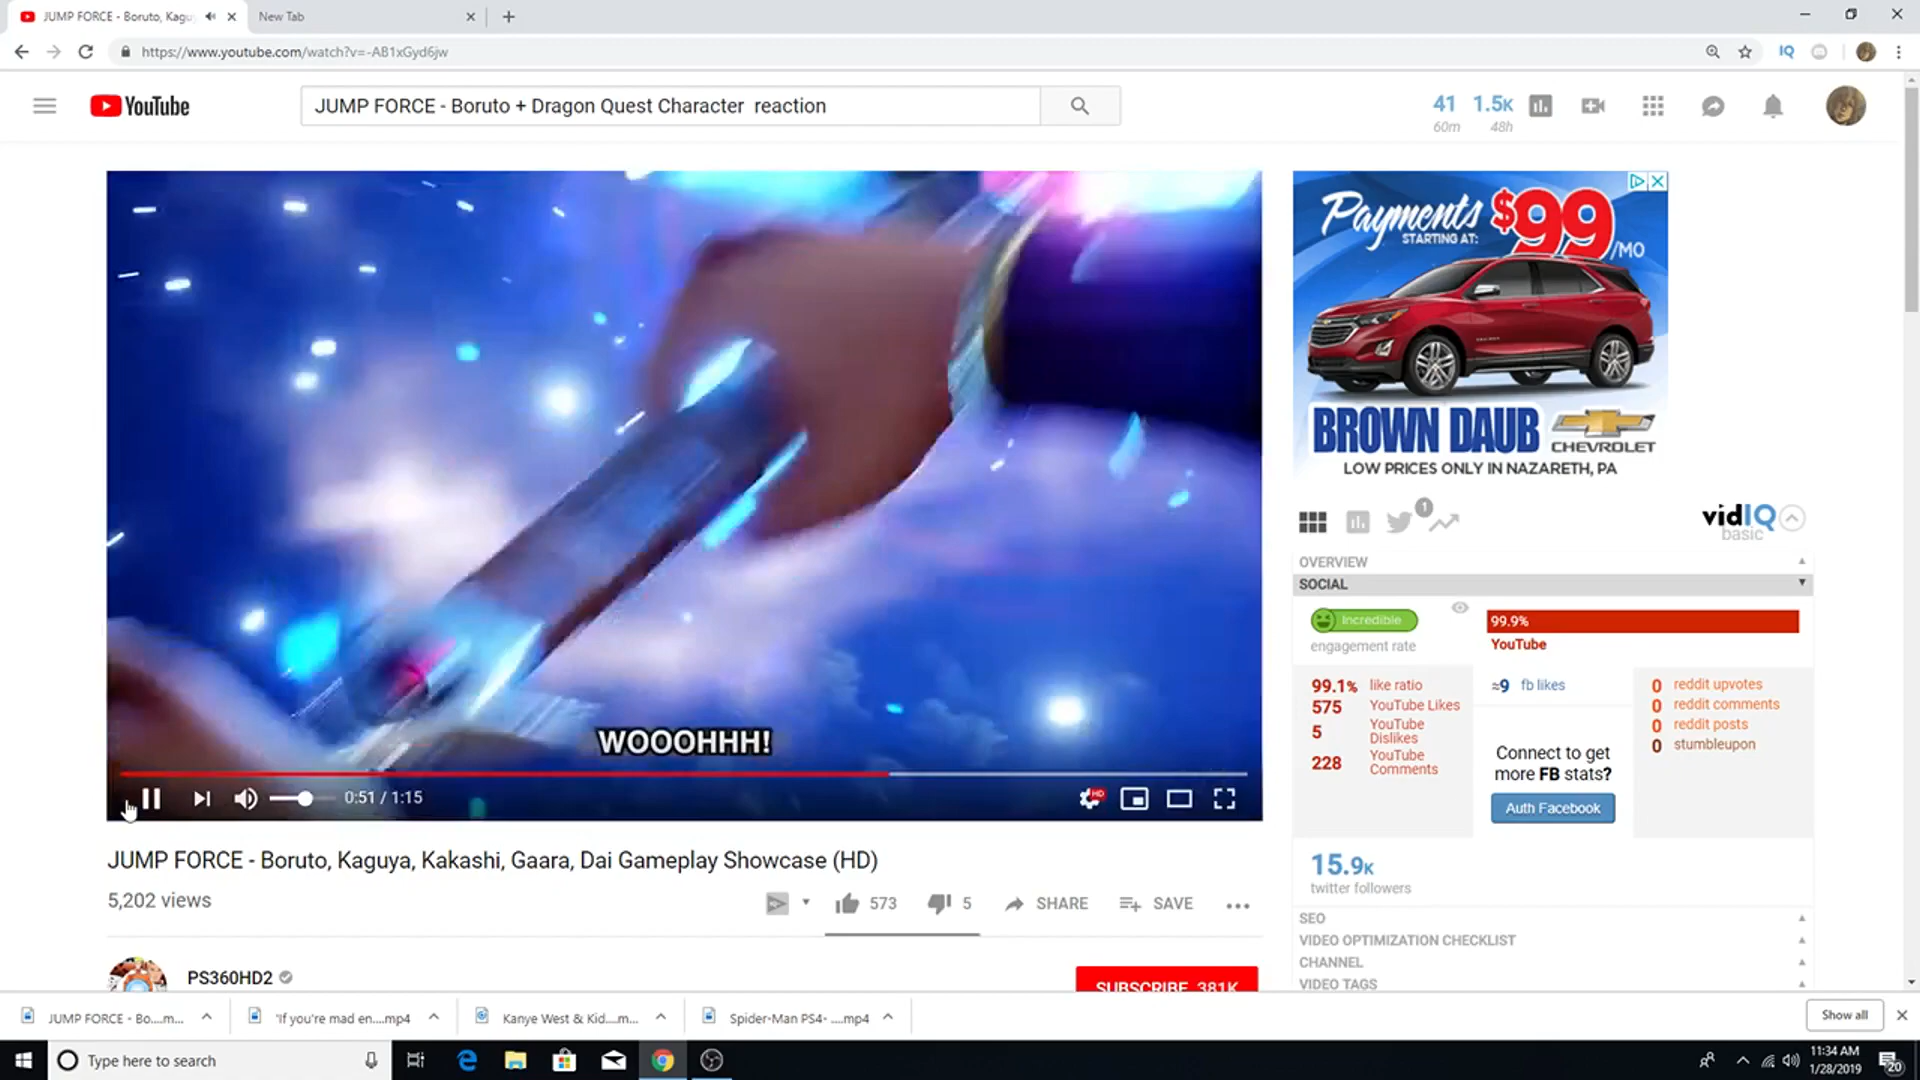 JUMP FORCE - Boruto, Kagu
New Tab
https://www.youtube.com/watch?v=-AB1xGyd6jw
IQ
YouTube
JUMP FORCE - Boruto + Dragon Quest Character  reaction
41 1.5K
60m 48h
Payments
STARTING AT:
$99
/MO
BROWN DAUB
CHEVROLET
LOW PRICES ONLY IN NAZARETH, PA
1
vidIQ
basic
OVERVIEW
SOCIAL
Incredible
engagement rate
99.9%
YouTube
99.1% like ratio
575 YouTube Likes
5 YouTube Dislikes
228 YouTube Comments
≈9 fb likes
Connect to get
more FB stats?
Auth Facebook
0 reddit upvotes
0 reddit comments
0 reddit posts
0 stumbleupon
15.9K
twitter followers
SEO
VIDEO OPTIMIZATION CHECKLIST
CHANNEL
VIDEO TAGS
WOOOHHH!
0:51 / 1:15
HD
JUMP FORCE - Boruto, Kaguya, Kakashi, Gaara, Dai Gameplay Showcase (HD)
5,202 views
573
5
SHARE
SAVE
PS360HD2
SUBSCRIBE 381K
JUMP FORCE - Bo....m...
'If you're mad en....mp4
Kanye West & Kid....m...
Spider-Man PS4- ....mp4
Show all
Type here to search
11:34 AM
1/28/2019
20